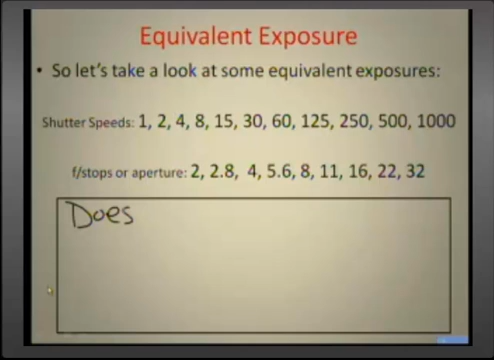 Equivalent Exposure
• So let's take a look at some equivalent exposures:
Shutter Speeds: 1, 2, 4, 8, 15, 30, 60, 125, 250, 500, 1000
f/stops or aperture: 2, 2.8, 4, 5.6, 8, 11, 16, 22, 32
Does